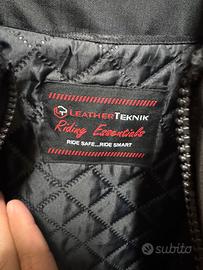 LEATHERTEKNIK
Riding Essentials
RIDE SAFE...RIDE SMART
subito